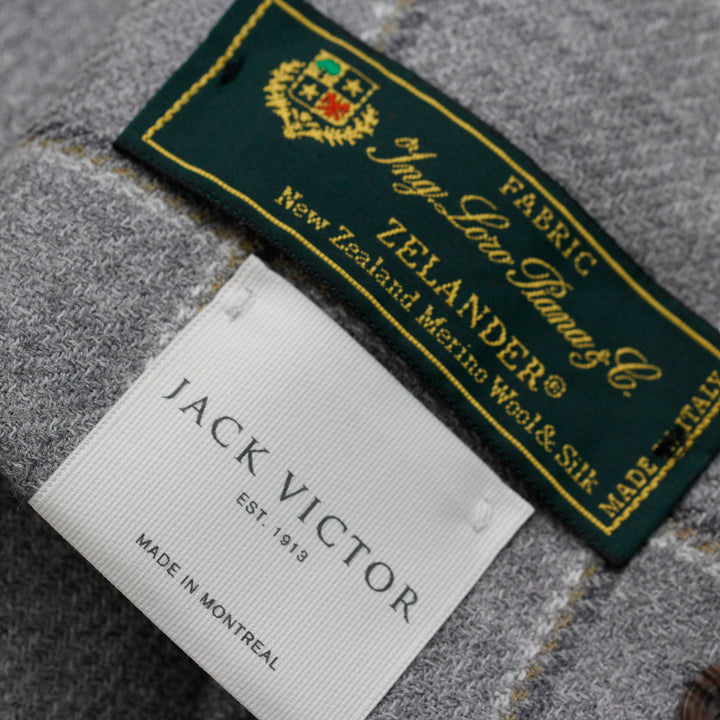 FABRIC
Ing. Loro Piana & C.
ZELANDER®
New Zealand Merino Wool & Silk
MADE IN ITALY
JACK VICTOR
EST. 1913
MADE IN MONTREAL